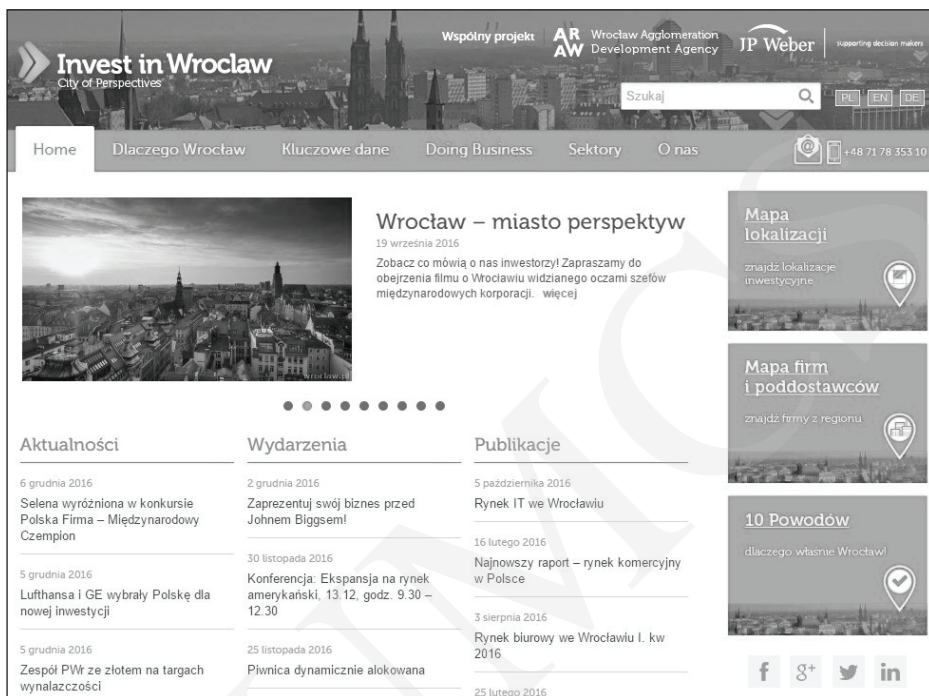 Wspólny projekt
AR
AW
Wrocław Agglomeration
Development Agency
JP Weber
supporting decision makers
Invest in Wroclaw
City of Perspectives
Szukaj
PL EN DE
Home Dlaczego Wrocław Kluczowe dane Doing Business Sektory O nas
+48 71 78 353 10
Wrocław – miasto perspektyw
19 września 2016
Zobacz co mówią o nas inwestorzy! Zapraszamy do
obejrzenia filmu o Wrocławiu widzianego oczami szefów
międzynarodowych korporacji. więcej
wroclaw.pl
Mapa
lokalizacji
znajdź lokalizacje
inwestycyjne
Mapa firm
i poddostawców
znajdź firmy z regionu
10 Powodów
dlaczego własnie Wrocław!
Aktualności
6 grudnia 2016
Selena wyróżniona w konkursie
Polska Firma – Międzynarodowy
Czempion
5 grudnia 2016
Lufthansa i GE wybrały Polskę dla
nowej inwestycji
5 grudnia 2016
Zespół PWr ze złotem na targach
wynalazczości
Wydarzenia
2 grudnia 2016
Zaprezentuj swój biznes przed
Johnem Biggsem!
30 listopada 2016
Konferencja: Ekspansja na rynek
amerykański, 13.12, godz. 9.30 –
12.30
25 listopada 2016
Piwnica dynamicznie alokowana
Publikacje
5 października 2016
Rynek IT we Wrocławiu
16 lutego 2016
Najnowszy raport – rynek komercyjny
w Polsce
3 sierpnia 2016
Rynek biurowy we Wrocławiu I. kw
2016
25 lutego 2016
f g+ in
UMCS